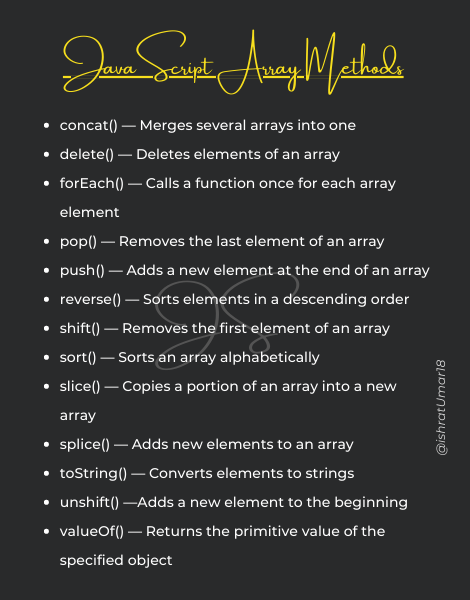 Java Script Array Methods
• concat() — Merges several arrays into one
• delete() — Deletes elements of an array
• forEach() — Calls a function once for each array
element
• pop() — Removes the last element of an array
• push() — Adds a new element at the end of an array
• reverse() — Sorts elements in a descending order
• shift() — Removes the first element of an array
• sort() — Sorts an array alphabetically
• slice() — Copies a portion of an array into a new
array
• splice() — Adds new elements to an array
• toString() — Converts elements to strings
• unshift() —Adds a new element to the beginning
• valueOf() — Returns the primitive value of the
specified object
JS
@ishratUmar18